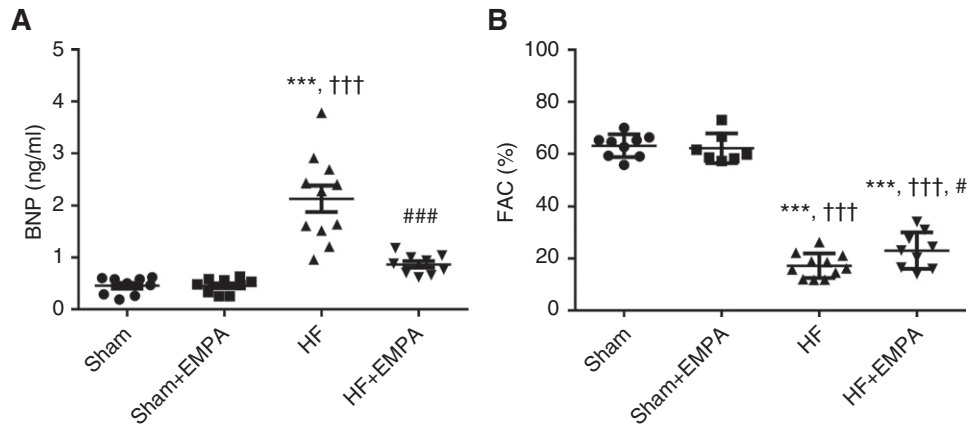 A
BNP (ng/ml)
5
4
3
2
1
0
***, †††
###
Sham
Sham+EMPA
HF
HF+EMPA
B
FAC (%)
100
80
60
40
20
0
***, †††
***, †††, #
Sham
Sham+EMPA
HF
HF+EMPA